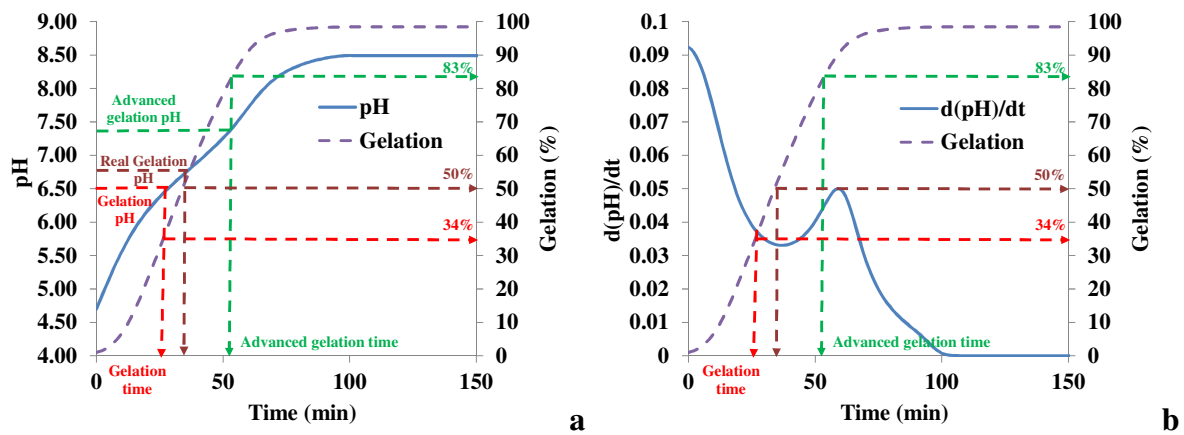 9.00
8.50
8.00
7.50
7.00
6.50
6.00
5.50
5.00
4.50
4.00
pH
100
90
80
70
60
50
40
30
20
10
0
Gelation (%)
0
50
100
150
Time (min)
83%
50%
34%
Advanced
gelation pH
Real Gelation
pH
Gelation
pH
pH
Gelation
Advanced gelation time
Gelation
time
a
0.1
0.09
0.08
0.07
0.06
0.05
0.04
0.03
0.02
0.01
0
d(pH)/dt
100
90
80
70
60
50
40
30
20
10
0
Gelation (%)
0
50
100
150
Time (min)
83%
50%
34%
d(pH)/dt
Gelation
Advanced gelation time
Gelation
time
b